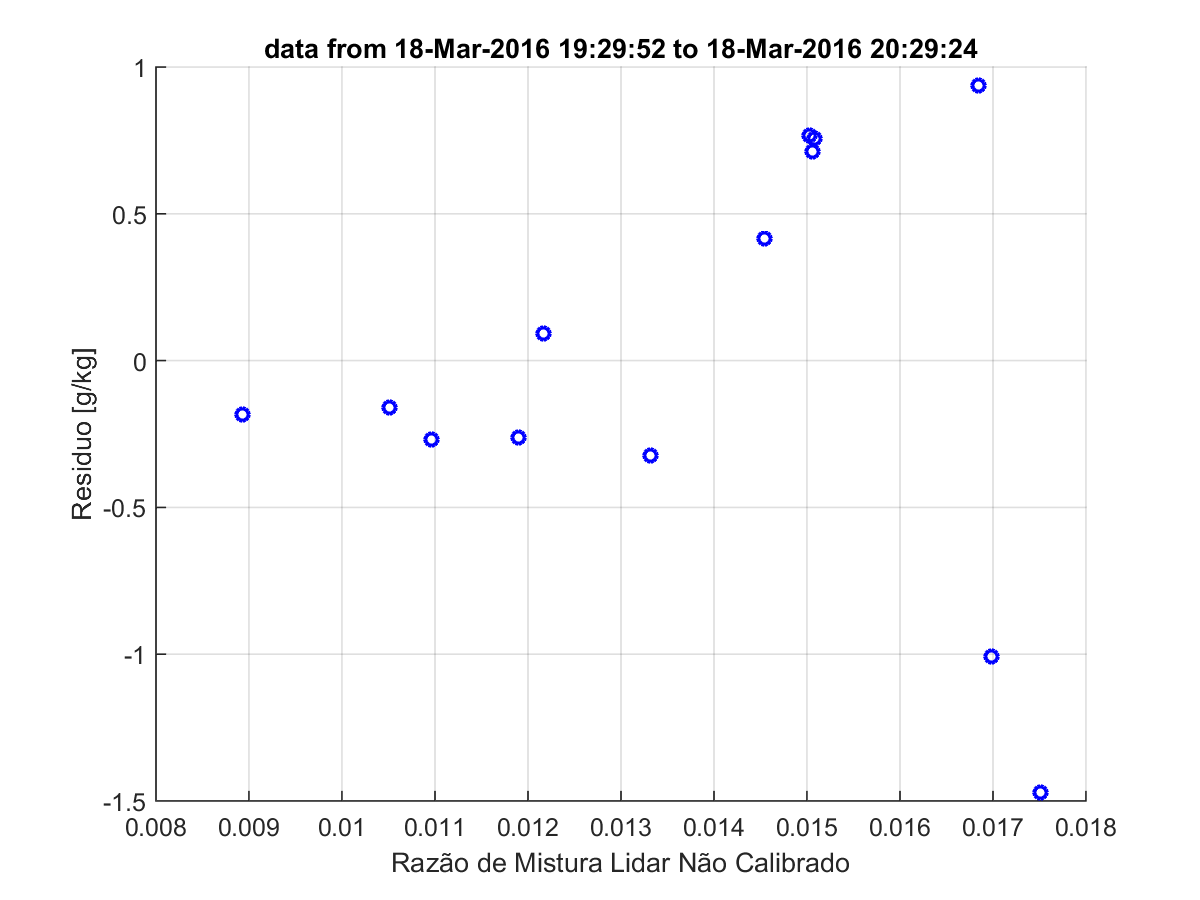 data from 18-Mar-2016 19:29:52 to 18-Mar-2016 20:29:24
1
0.5
0
-0.5
-1
-1.5
Residuo [g/kg]
0.008 0.009 0.01 0.011 0.012 0.013 0.014 0.015 0.016 0.017 0.018
Razão de Mistura Lidar Não Calibrado